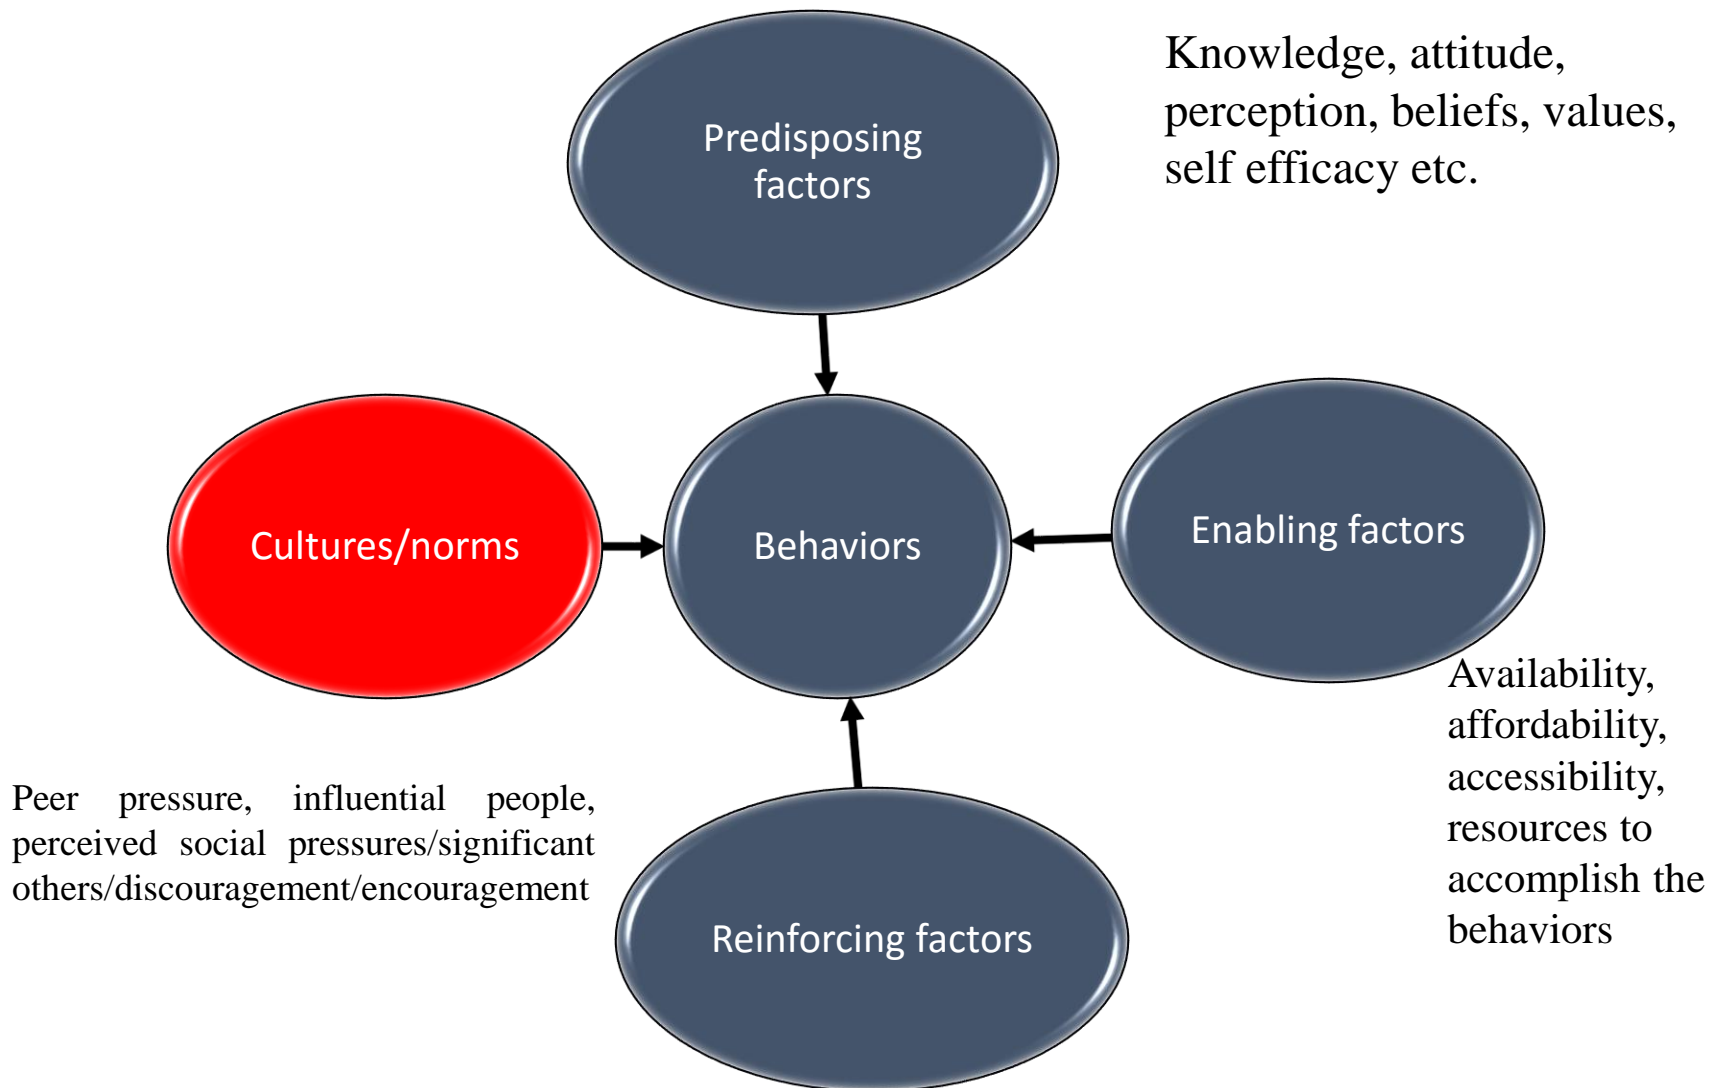 Knowledge, attitude,
perception, beliefs, values,
self efficacy etc.
Predisposing
factors
Cultures/norms
Behaviors
Enabling factors
Availability,
affordability,
accessibility,
resources to
accomplish the
behaviors
Peer pressure, influential people,
perceived social pressures/significant
others/discouragement/encouragement
Reinforcing factors